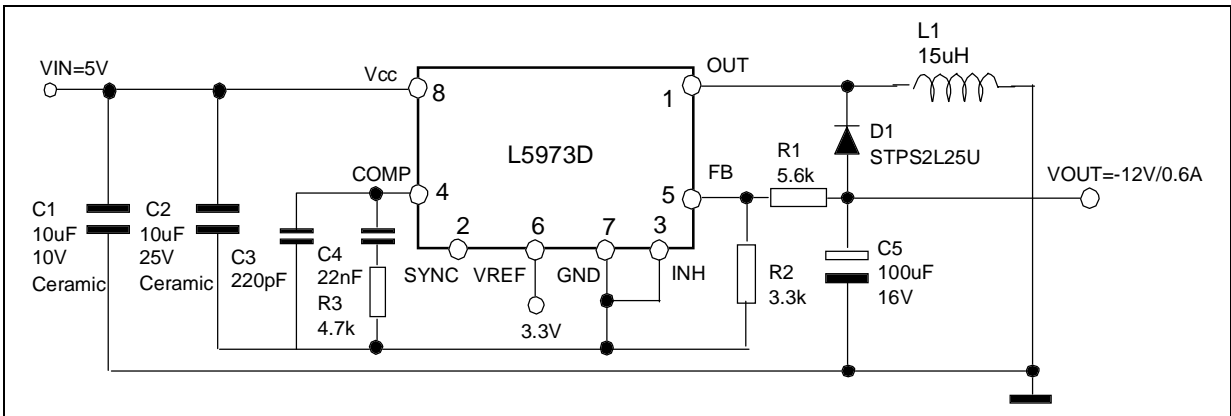 L1
15uH
VIN=5V
Vcc
OUT
8
1
D1
STPS2L25U
L5973D
COMP
FB
R1
5.6k
VOUT=-12V/0.6A
4
5
2
6
7
3
C1
10uF
10V
Ceramic
C2
10uF
25V
Ceramic
C3
220pF
C4
22nF
R3
4.7k
SYNC
VREF
GND
INH
3.3V
R2
3.3k
C5
100uF
16V